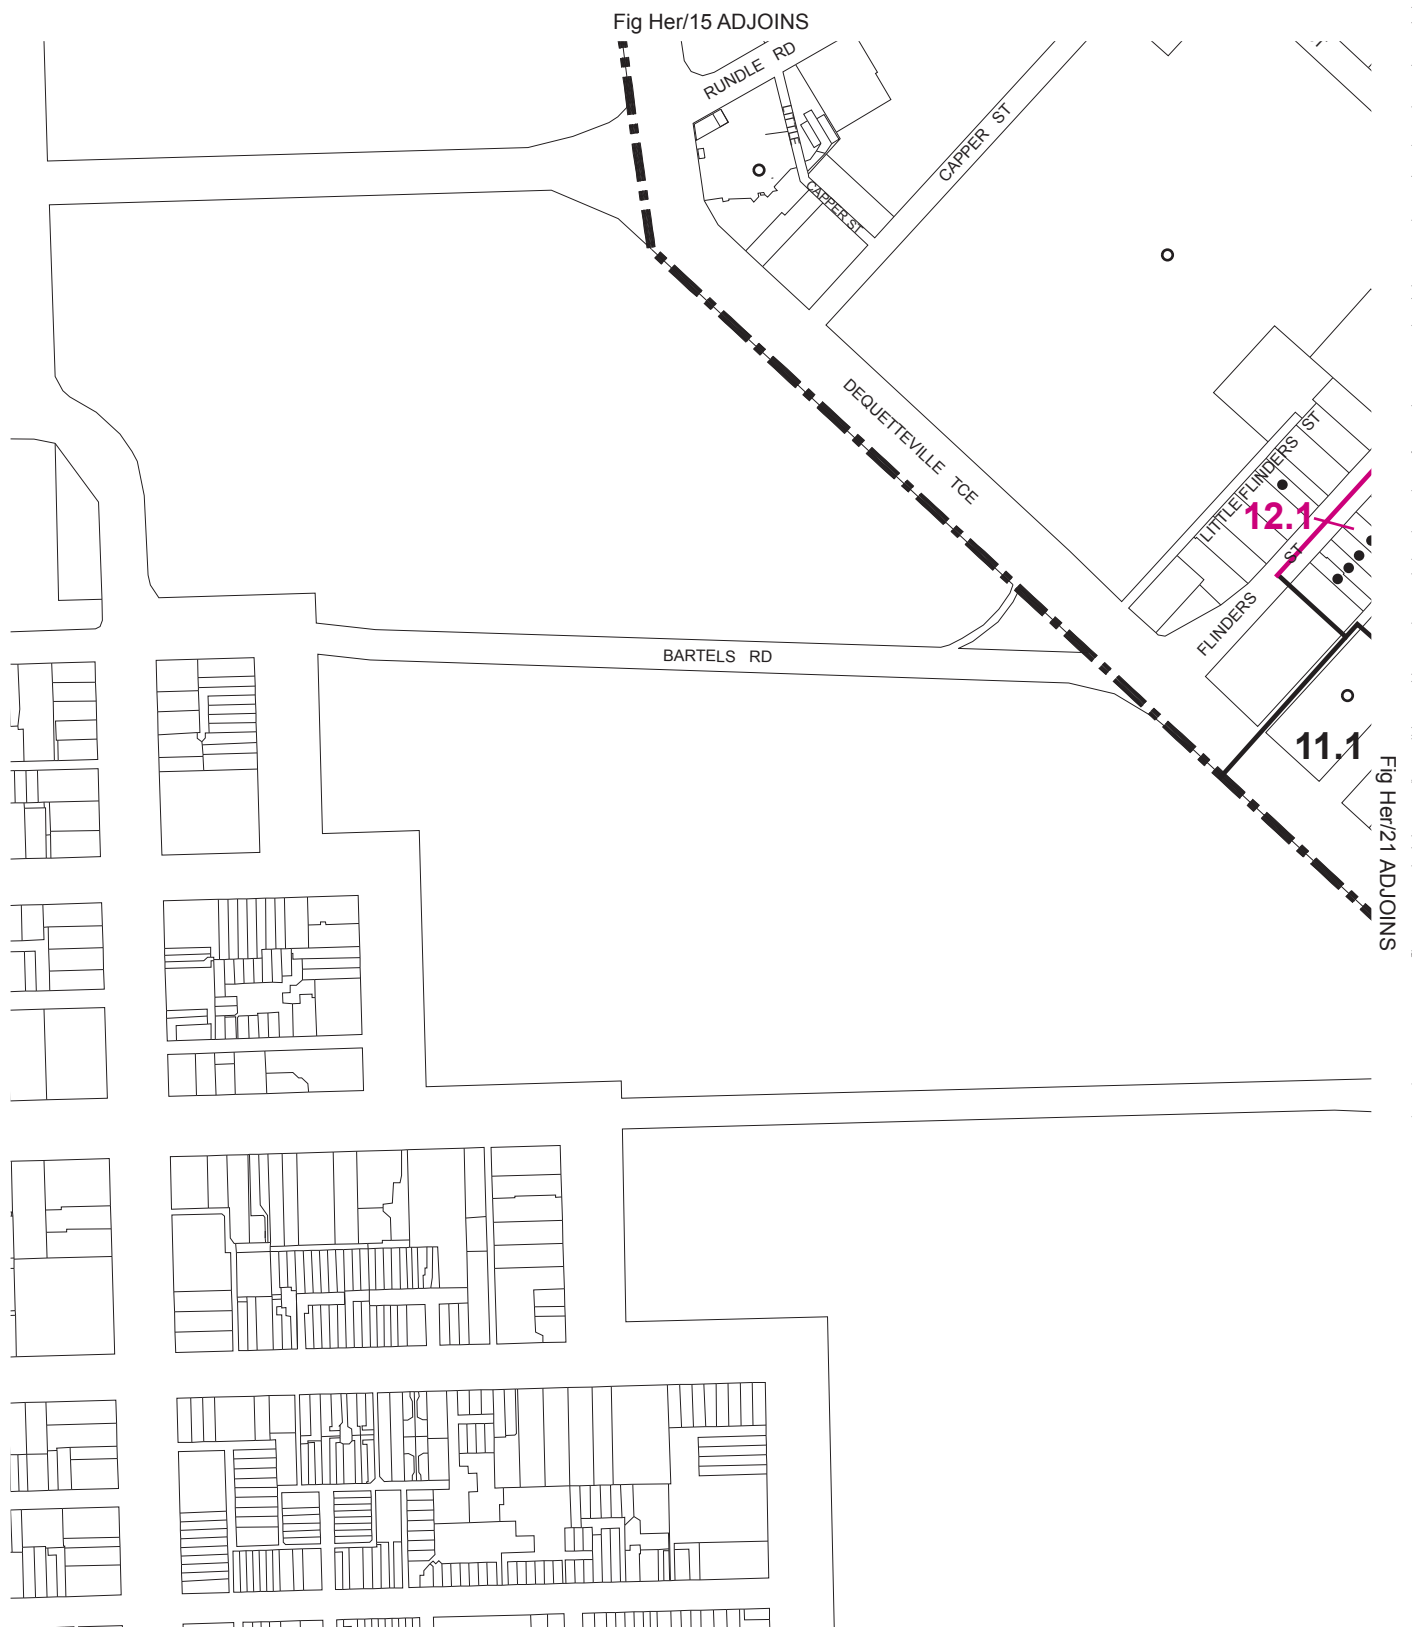 Fig Her/15 ADJOINS
RUNDLE RD
CAPPER ST
CAPPER ST
DEQUETTEVILLE TCE
LITTLE FLINDERS ST
12.1
FLINDERS ST
BARTELS RD
11.1
Fig Her/21 ADJOINS